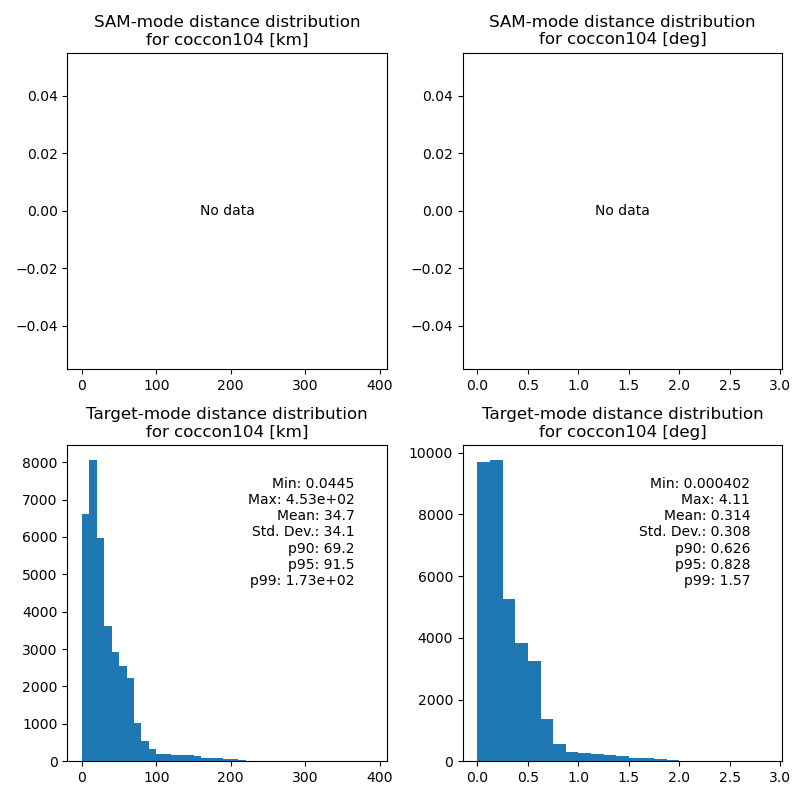 SAM-mode distance distribution
for coccon104 [km]
0.04
0.02
0.00
−0.02
−0.04
No data
0
100
200
300
400
SAM-mode distance distribution
for coccon104 [deg]
0.04
0.02
0.00
−0.02
−0.04
No data
0.0
0.5
1.0
1.5
2.0
2.5
3.0
Target-mode distance distribution
for coccon104 [km]
8000
7000
6000
5000
4000
3000
2000
1000
0
Min: 0.0445
Max: 4.53e+02
Mean: 34.7
Std. Dev.: 34.1
p90: 69.2
p95: 91.5
p99: 1.73e+02
0
100
200
300
400
Target-mode distance distribution
for coccon104 [deg]
10000
8000
6000
4000
2000
0
Min: 0.000402
Max: 4.11
Mean: 0.314
Std. Dev.: 0.308
p90: 0.626
p95: 0.828
p99: 1.57
0.0
0.5
1.0
1.5
2.0
2.5
3.0